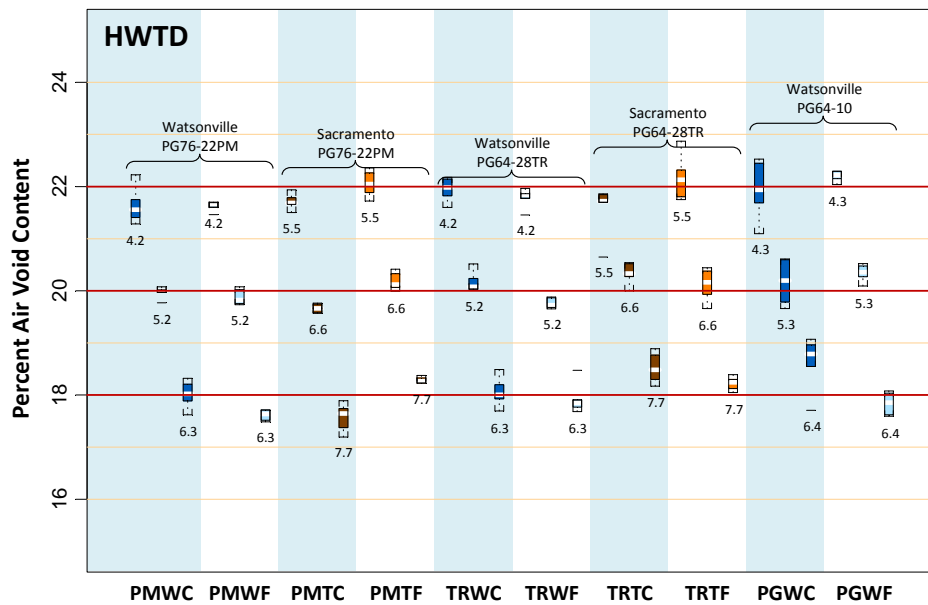 HWTD
Percent Air Void Content
24
22
20
18
16
Watsonville
PG76-22PM
Sacramento
PG76-22PM
Watsonville
PG64-28TR
Sacramento
PG64-28TR
Watsonville
PG64-10
4.2
4.2
5.5
5.5
4.2
4.2
5.5
5.5
4.3
4.3
5.2
5.2
6.6
6.6
5.2
5.2
6.6
6.6
5.3
5.3
6.3
6.3
7.7
7.7
6.3
6.3
7.7
7.7
6.4
6.4
PMWC PMWF PMTC PMTF TRWC TRWF TRTC TRTF PGWC PGWF